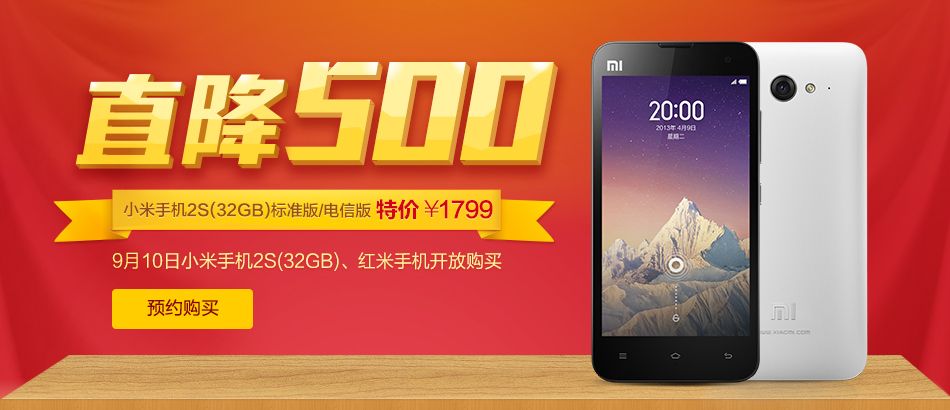 直降500
小米手机2S(32GB)标准版/电信版 特价 ¥1799
9月10日小米手机2S(32GB)、红米手机开放购买
预约购买
mi
20:00
2013年 4月9日
星期二
mi
www.xiaomi.com